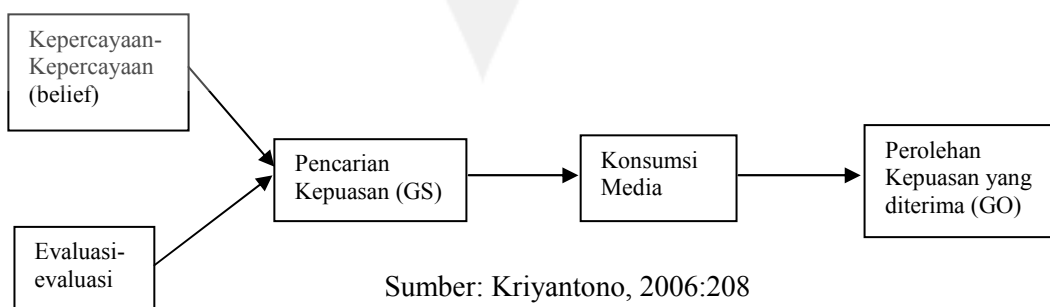 Kepercayaan-
Kepercayaan
(belief)
Evaluasi-
evaluasi
Pencarian
Kepuasan (GS)
Konsumsi
Media
Perolehan
Kepuasan yang
diterima (GO)
Sumber: Kriyantono, 2006:208